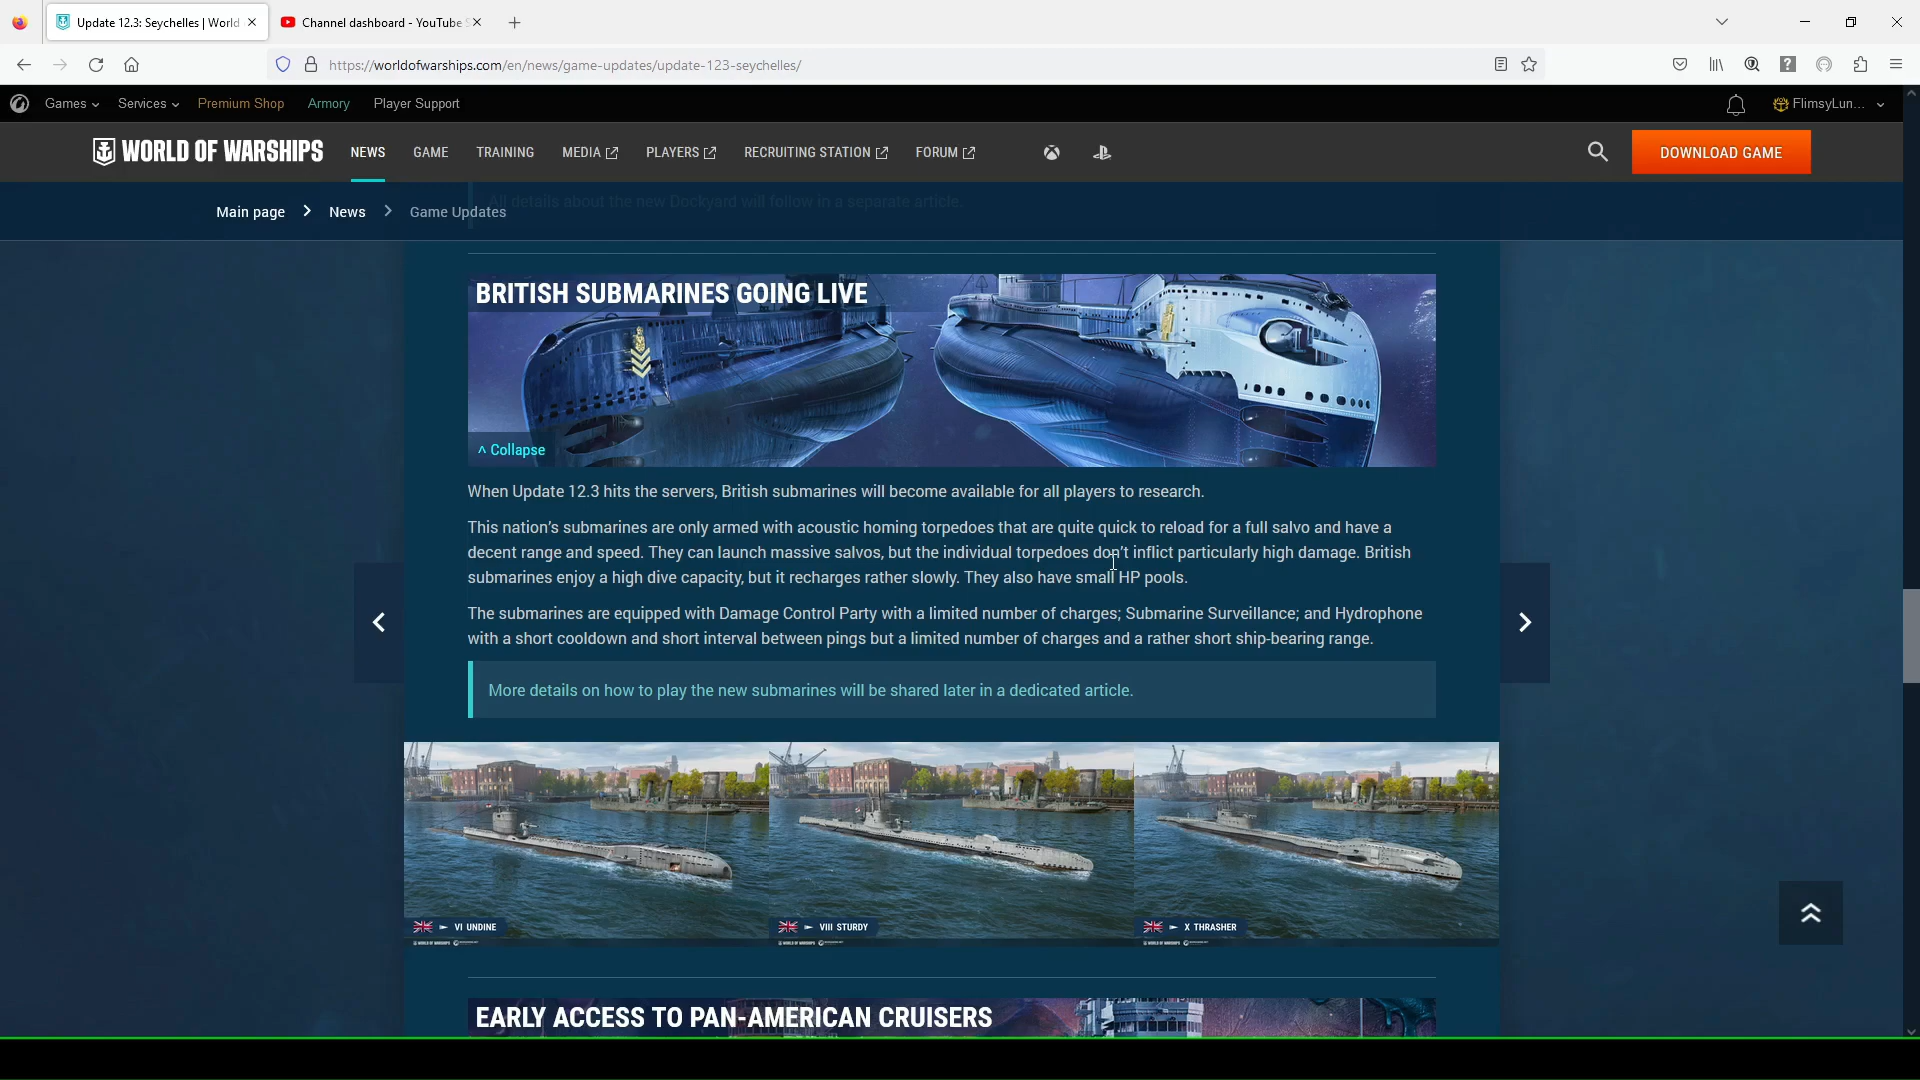 Update 12.3: Seychelles | World
Channel dashboard - YouTube S
https://worldofwarships.com/en/news/game-updates/update-123-seychelles/
Games
Services
Premium Shop
Armory
Player Support
FlimsyLun...
WORLD OF WARSHIPS
NEWS
GAME
TRAINING
MEDIA
PLAYERS
RECRUITING STATION
FORUM
DOWNLOAD GAME
All details about the new Dockyard will follow in a separate article.
Main page > News > Game Updates
BRITISH SUBMARINES GOING LIVE
^ Collapse
When Update 12.3 hits the servers, British submarines will become available for all players to research.
This nation's submarines are only armed with acoustic homing torpedoes that are quite quick to reload for a full salvo and have a
decent range and speed. They can launch massive salvos, but the individual torpedoes don't inflict particularly high damage. British
submarines enjoy a high dive capacity, but it recharges rather slowly. They also have small HP pools.
The submarines are equipped with Damage Control Party with a limited number of charges; Submarine Surveillance; and Hydrophone
with a short cooldown and short interval between pings but a limited number of charges and a rather short ship-bearing range.
More details on how to play the new submarines will be shared later in a dedicated article.
VI UNDINE
VIII STURDY
X THRASHER
WORLD OF WARSHIPS
WORLD OF WARSHIPS
WORLD OF WARSHIPS
EARLY ACCESS TO PAN-AMERICAN CRUISERS